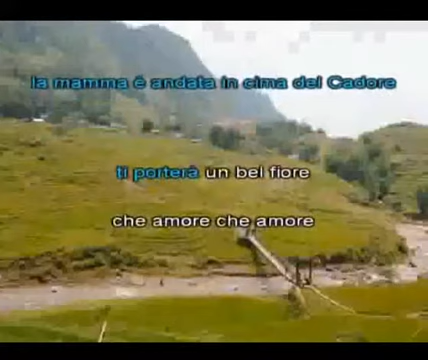 la mamma è andata in cima del Cadore
ti porterà un bel fiore
che amore che amore